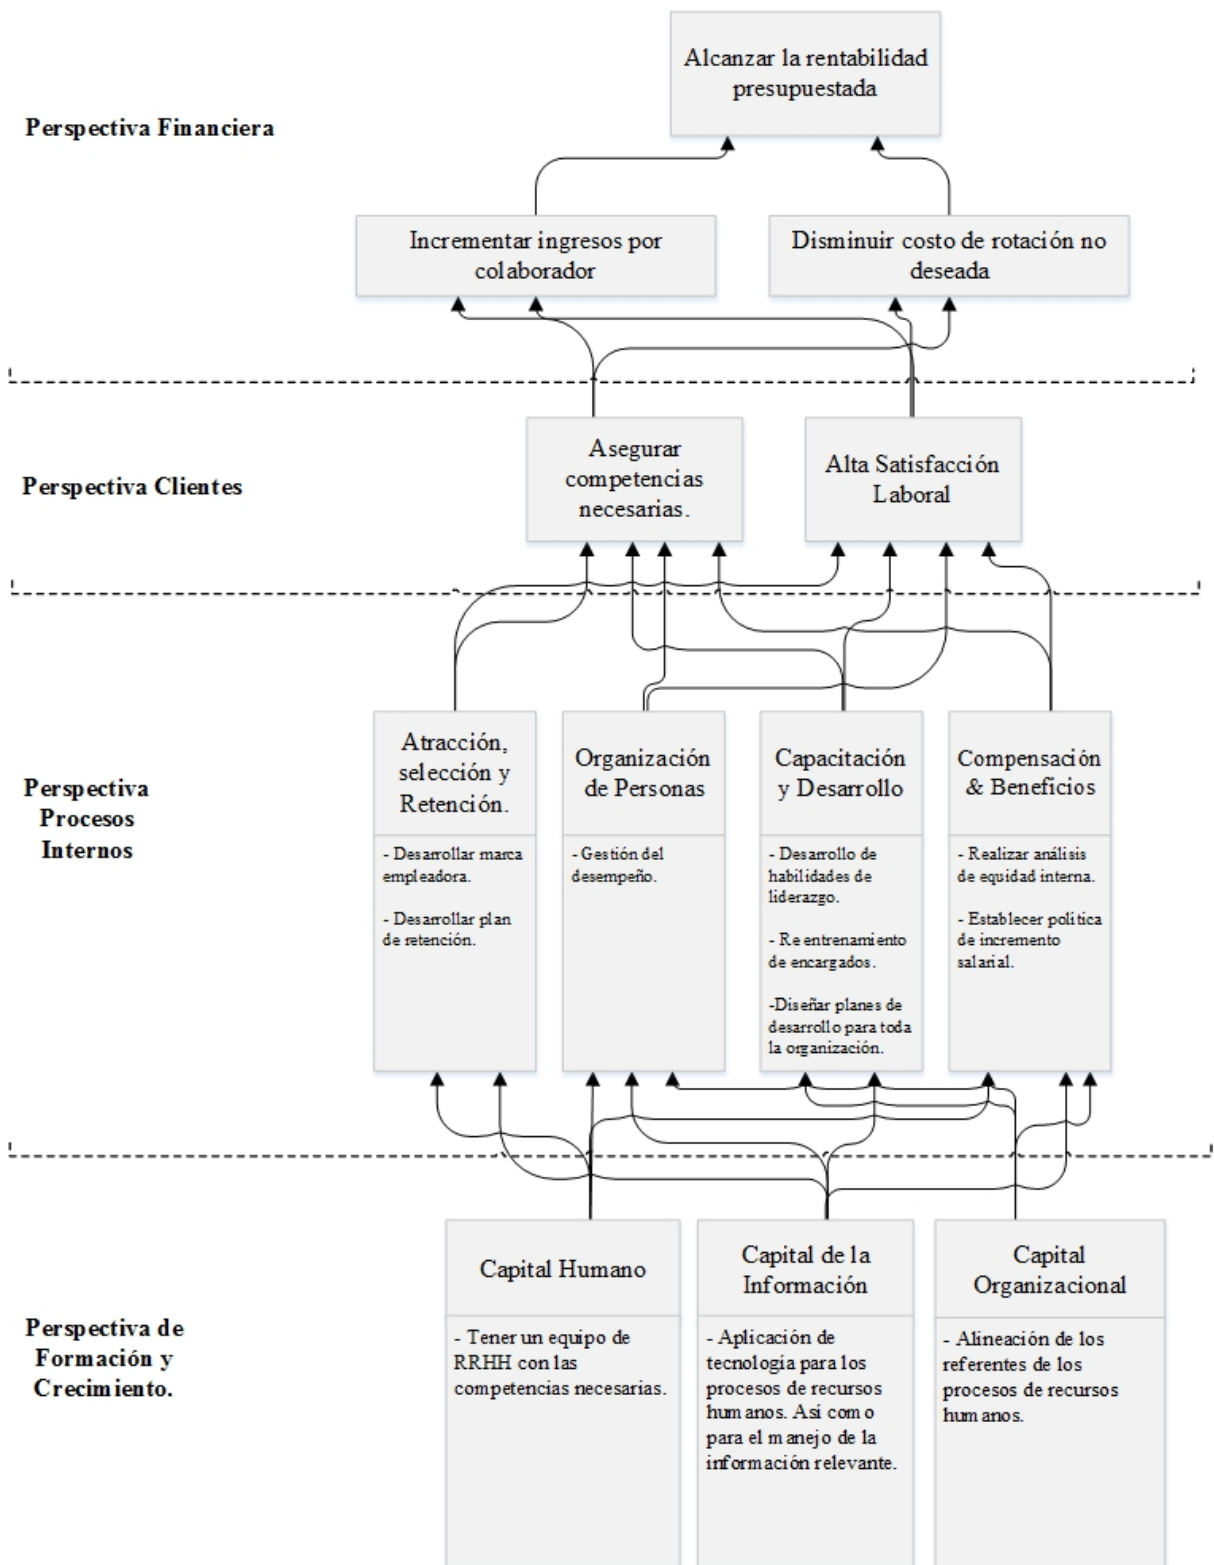 Alcanzar la rentabilidad
presupuestada
Perspectiva Financiera
Incrementar ingresos por
colaborador
Disminuir costo de rotación no
deseada
Perspectiva Clientes
Asegurar
competencias
necesarias.
Alta Satisfacción
Laboral
Perspectiva
Procesos
Internos
Atracción,
selección y
Retención.
- Desarrollar marca
empleadora.
- Desarrollar plan
de retención.
Organización
de Personas
- Gestión del
desempeño.
Capacitación
y Desarrollo
- Desarrollo de
habilidades de
liderazgo.
- Re entrenamiento
de encargados.
-Diseñar planes de
desarrollo para toda
la organización.
Compensación
& Beneficios
- Realizar análisis
de equidad interna.
- Establecer política
de incremento
salarial.
Perspectiva de
Formación y
Crecimiento.
Capital Humano
- Tener un equipo de
RRHH con las
competencias necesarias.
Capital de la
Información
- Aplicación de
tecnología para los
procesos de recursos
humanos. Así como
para el manejo de la
información relevante.
Capital
Organizacional
- Alineación de los
referentes de los
procesos de recursos
humanos.